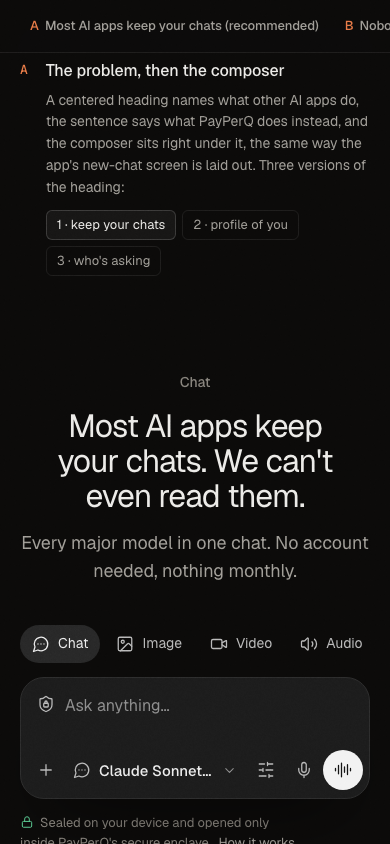 A Most AI apps keep your chats (recommended) B Nobo
A The problem, then the composer
A centered heading names what other AI apps do,
the sentence says what PayPerQ does instead, and
the composer sits right under it, the same way the
app's new-chat screen is laid out. Three versions of
the heading:
1 · keep your chats 2 · profile of you
3 · who's asking
Chat
Most AI apps keep
your chats. We can't
even read them.
Every major model in one chat. No account
needed, nothing monthly.
Chat Image Video Audio
Ask anything...
Claude Sonnet...
Sealed on your device and opened only
inside PayPerQ's secure enclave. How it works